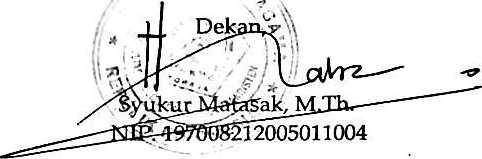 Dekan,
Syukur Matasak, M.Th.
NIP. 197008212005011004